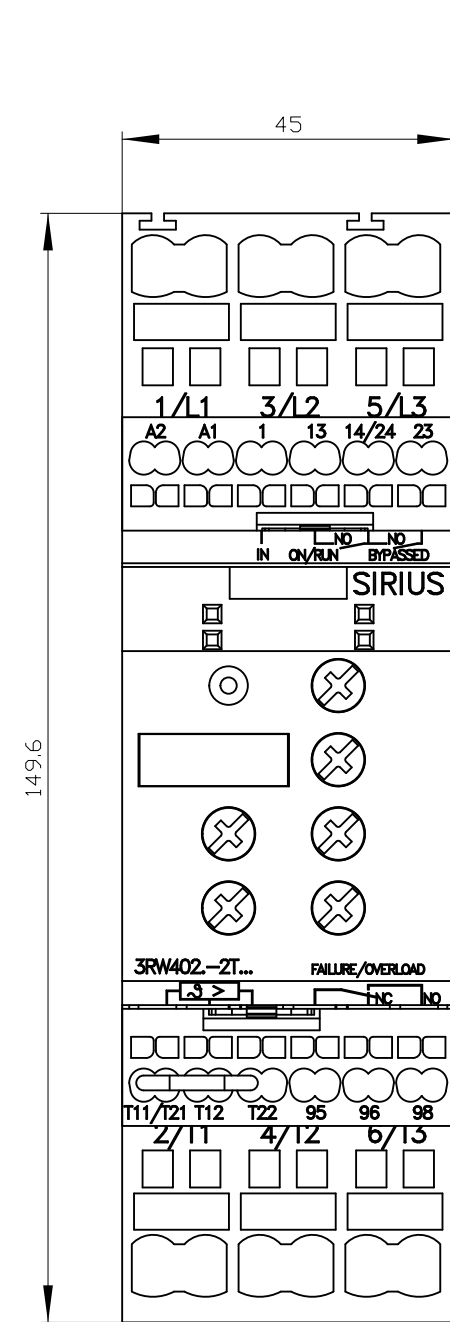 45
1/L1 3/L2 5/L3
A2 A1 1 13 14/24 23
NO NO
IN ON/RUN BYPASSED
SIRIUS
149,6
3RW402.-2T... FAILURE/OVERLOAD
ϑ >
NC NO
T11/T21 T12 T22 95 96 98
2/T1 4/T2 6/T3